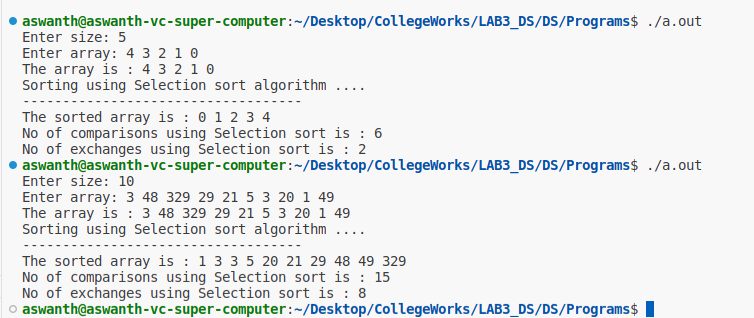 aswanth@aswanth-vc-super-computer:~/Desktop/CollegeWorks/LAB3_DS/DS/Programs$ ./a.out
Enter size: 5
Enter array: 4 3 2 1 0
The array is : 4 3 2 1 0
Sorting using Selection sort algorithm ....
-----------------------------------
The sorted array is : 0 1 2 3 4
No of comparisons using Selection sort is : 6
No of exchanges using Selection sort is : 2
aswanth@aswanth-vc-super-computer:~/Desktop/CollegeWorks/LAB3_DS/DS/Programs$ ./a.out
Enter size: 10
Enter array: 3 48 329 29 21 5 3 20 1 49
The array is : 3 48 329 29 21 5 3 20 1 49
Sorting using Selection sort algorithm ....
-----------------------------------
The sorted array is : 1 3 3 5 20 21 29 48 49 329
No of comparisons using Selection sort is : 15
No of exchanges using Selection sort is : 8
aswanth@aswanth-vc-super-computer:~/Desktop/CollegeWorks/LAB3_DS/DS/Programs$